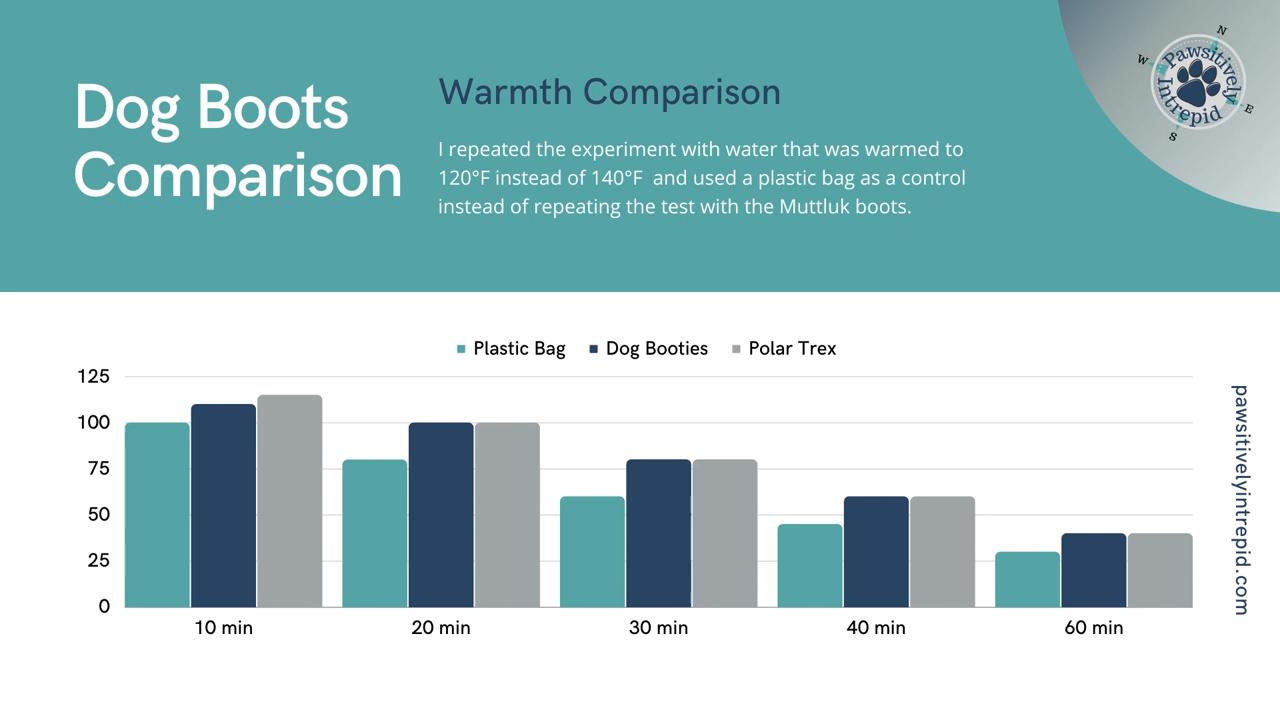 Dog Boots
Comparison
Warmth Comparison
I repeated the experiment with water that was warmed to
120°F instead of 140°F  and used a plastic bag as a control
instead of repeating the test with the Muttluk boots.
N
W
E
S
Pawsitively
Intrepid
Plastic Bag
Dog Booties
Polar Trex
125
100
75
50
25
0
10 min
20 min
30 min
40 min
60 min
pawsitivelyintrepid.com